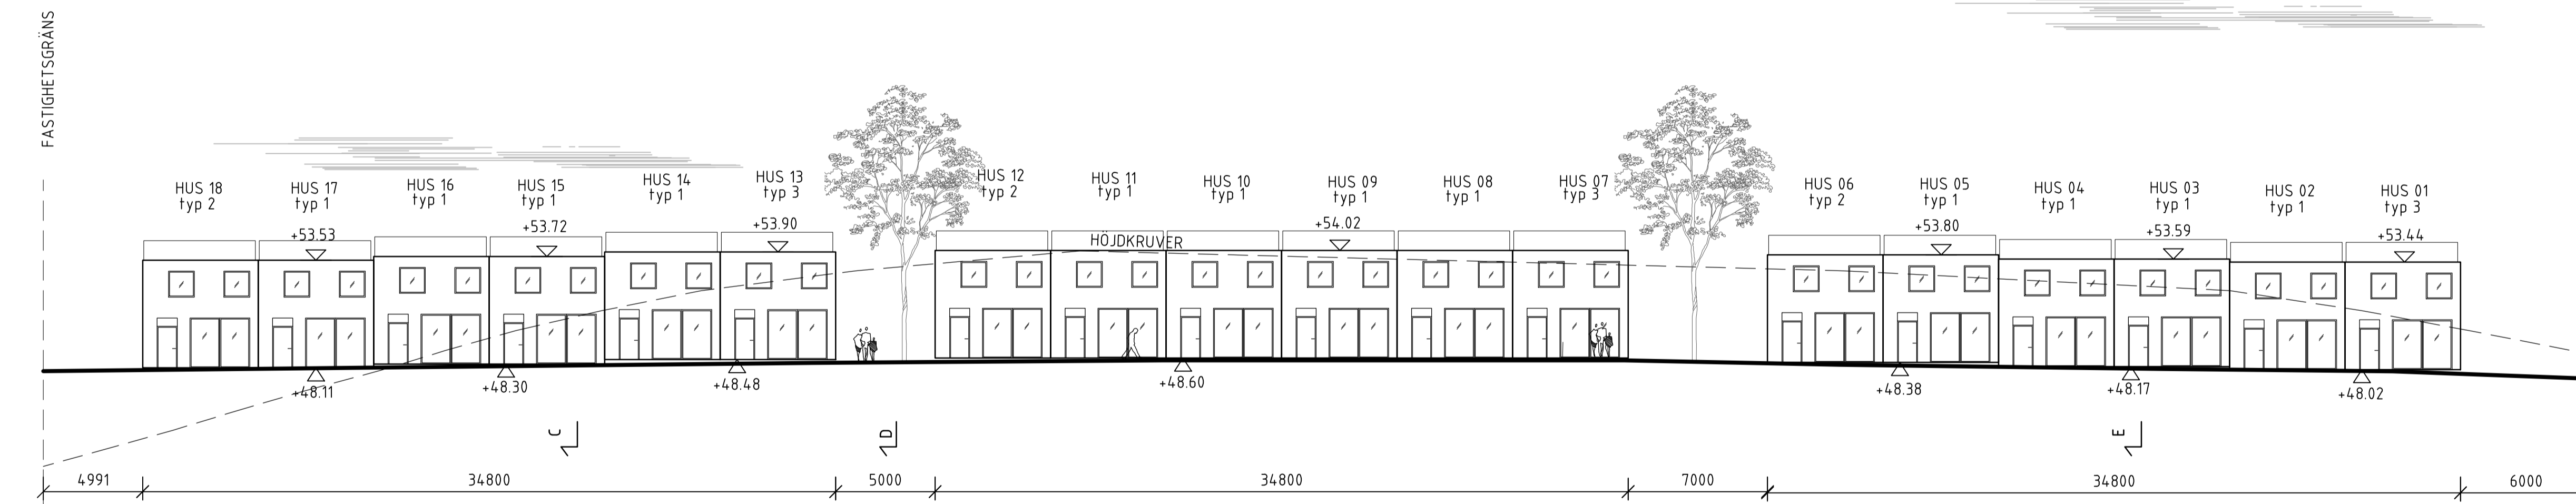 FASTIGHETSGRÄNS
HUS 18
typ 2
HUS 17
typ 1
+53.53
HUS 16
typ 1
HUS 15
typ 1
+53.72
HUS 14
typ 1
HUS 13
typ 3
+53.90
HUS 12
typ 2
HUS 11
typ 1
HÖJDKRUVER
HUS 10
typ 1
HUS 09
typ 1
+54.02
HUS 08
typ 1
HUS 07
typ 3
HUS 06
typ 2
HUS 05
typ 1
+53.80
HUS 04
typ 1
HUS 03
typ 1
+53.59
HUS 02
typ 1
HUS 01
typ 3
+53.44
+48.11
+48.30
+48.48
+48.60
+48.38
+48.17
+48.02
C
D
E
4991
34800
5000
34800
7000
34800
6000